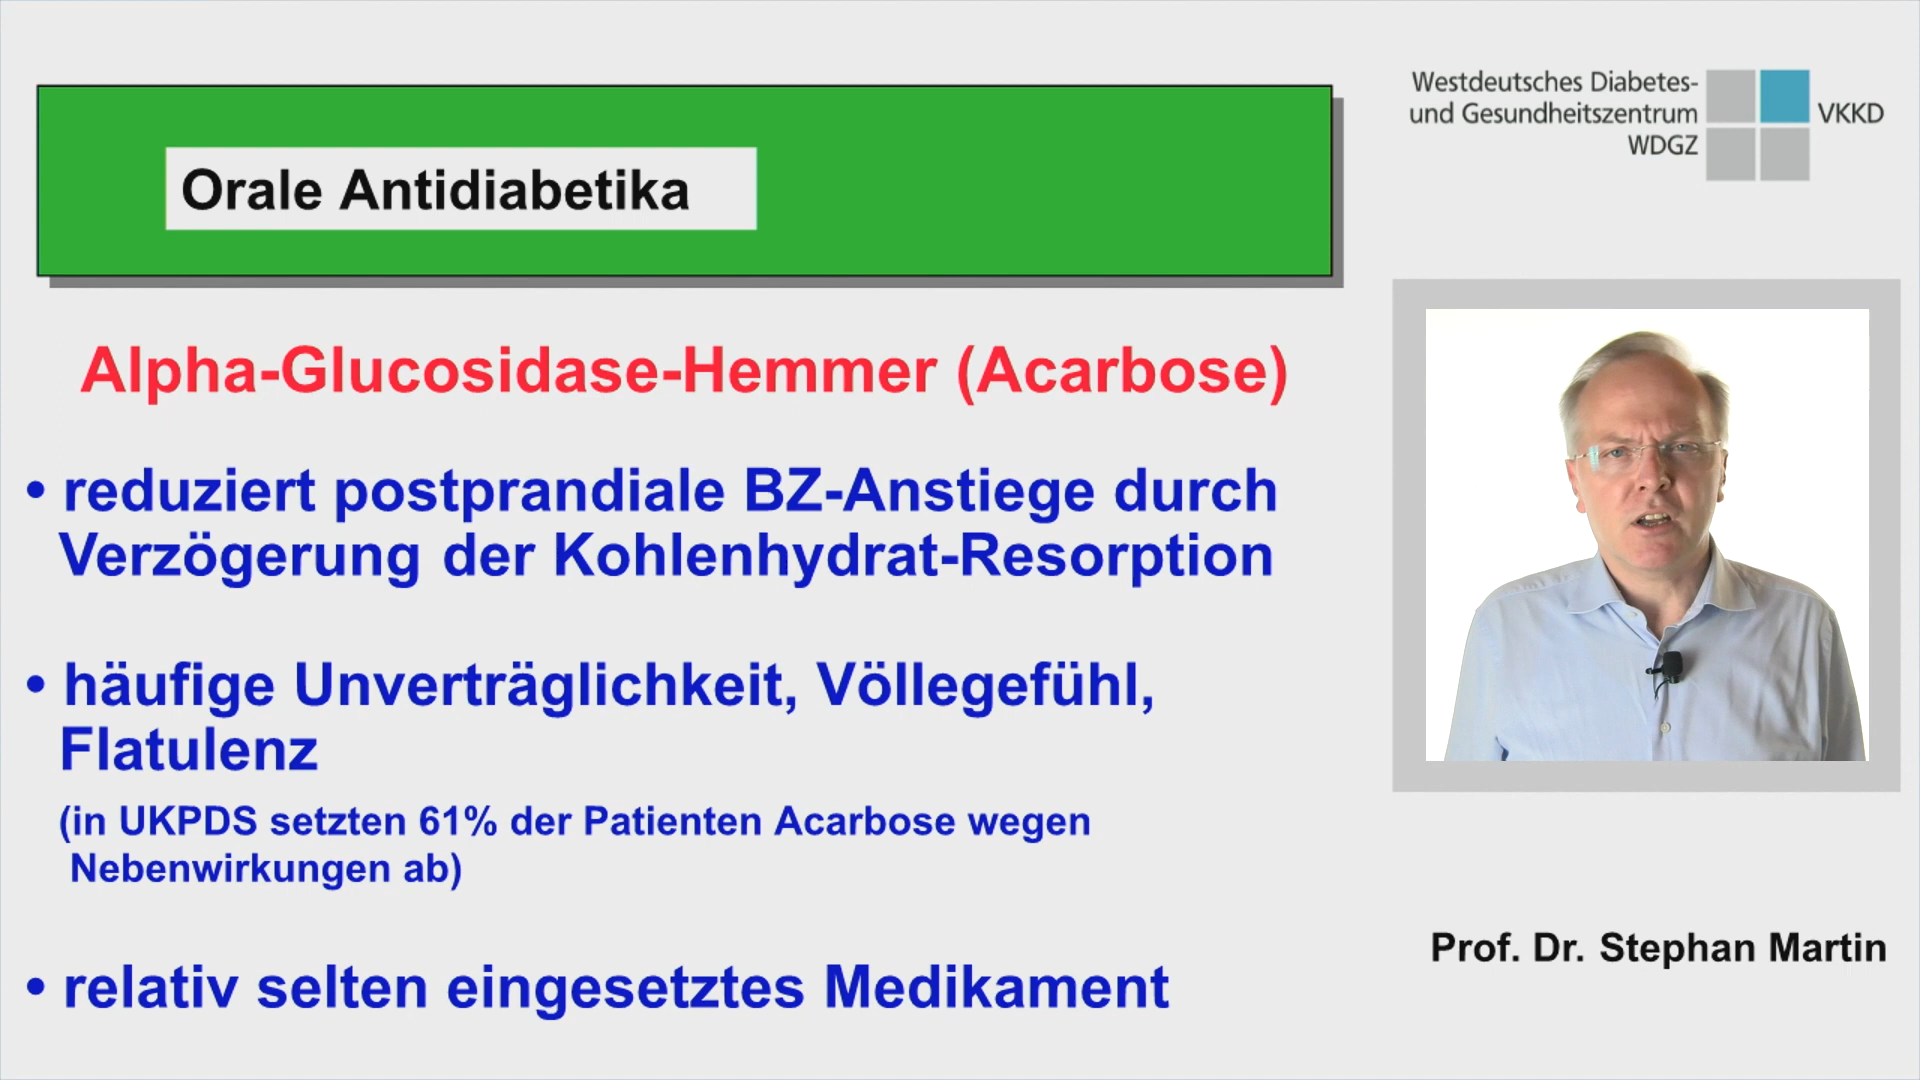 Westdeutsches Diabetes-
und Gesundheitszentrum
WDGZ
VKKD
Orale Antidiabetika
Alpha-Glucosidase-Hemmer (Acarbose)
• reduziert postprandiale BZ-Anstiege durch
Verzögerung der Kohlenhydrat-Resorption
• häufige Unverträglichkeit, Völlegefühl,
Flatulenz
(in UKPDS setzten 61% der Patienten Acarbose wegen
Nebenwirkungen ab)
• relativ selten eingesetztes Medikament
Prof. Dr. Stephan Martin